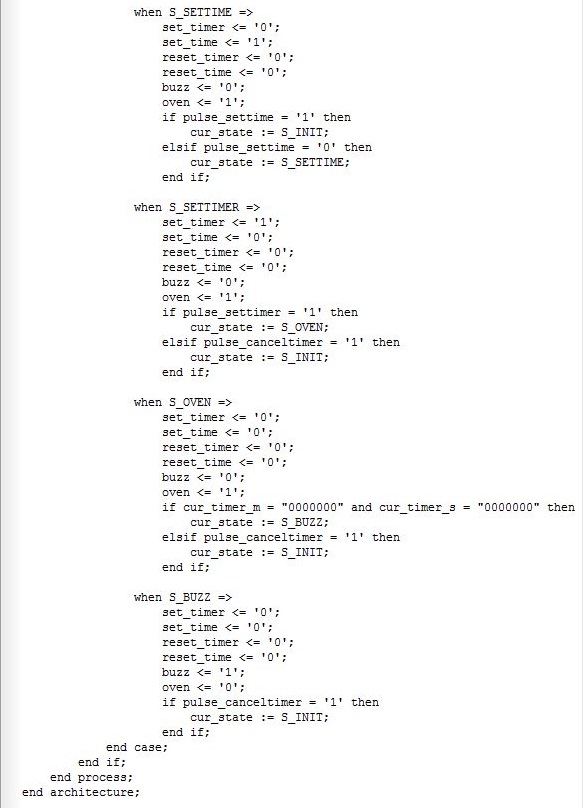 when S_SETTIME =>
set_timer <= '0';
set_time <= '1';
reset_timer <= '0';
reset_time <= '0';
buzz <= '0';
oven <= '1';
if pulse_settime = '1' then
cur_state := S_INIT;
elsif pulse_settime = '0' then
cur_state := S_SETTIME;
end if;
when S_SETTIMER =>
set_timer <= '1';
set_time <= '0';
reset_timer <= '0';
reset_time <= '0';
buzz <= '0';
oven <= '1';
if pulse_settimer = '1' then
cur_state := S_OVEN;
elsif pulse_canceltimer = '1' then
cur_state := S_INIT;
end if;
when S_OVEN =>
set_timer <= '0';
set_time <= '0';
reset_timer <= '0';
reset_time <= '0';
buzz <= '0';
oven <= '1';
if cur_timer_m = "0000000" and cur_timer_s = "0000000" then
cur_state := S_BUZZ;
elsif pulse_canceltimer = '1' then
cur_state := S_INIT;
end if;
when S_BUZZ =>
set_timer <= '0';
set_time <= '0';
reset_timer <= '0';
reset_time <= '0';
buzz <= '1';
oven <= '0';
if pulse_canceltimer = '1' then
cur_state := S_INIT;
end if;
end case;
end if;
end process;
end architecture;